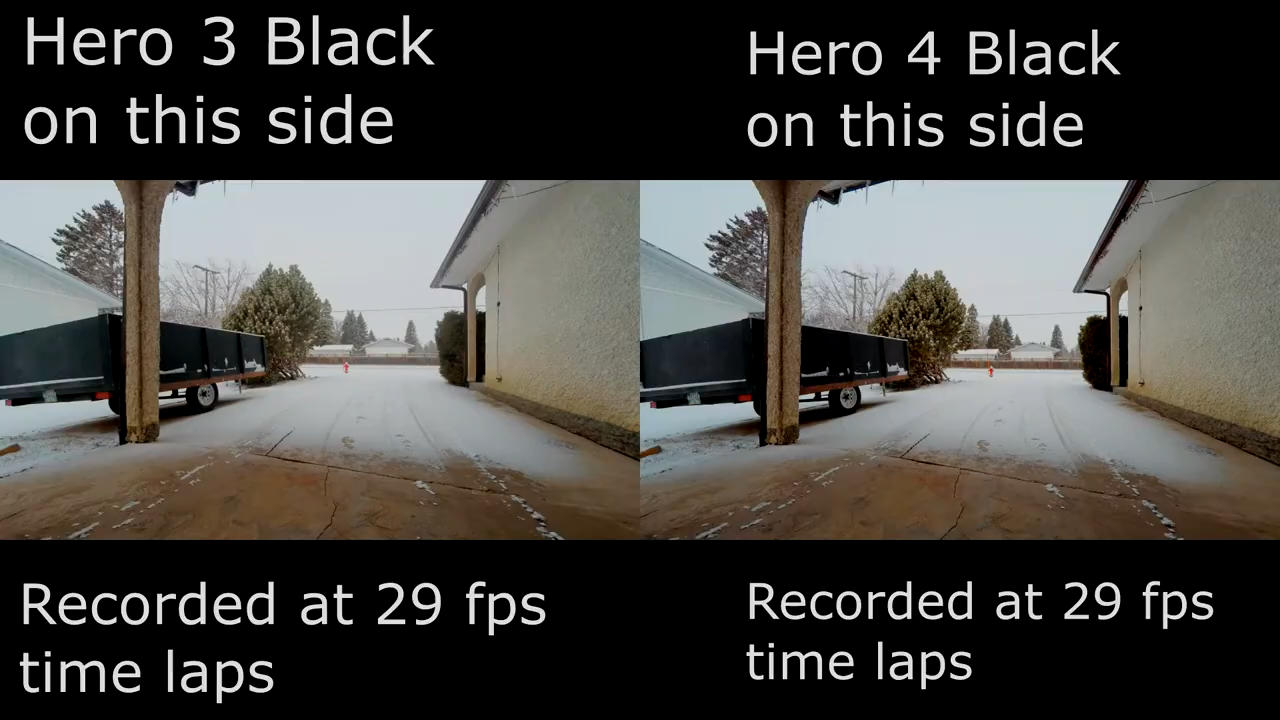 Hero 3 Black
on this side
Hero 4 Black
on this side
Recorded at 29 fps
time laps
Recorded at 29 fps
time laps